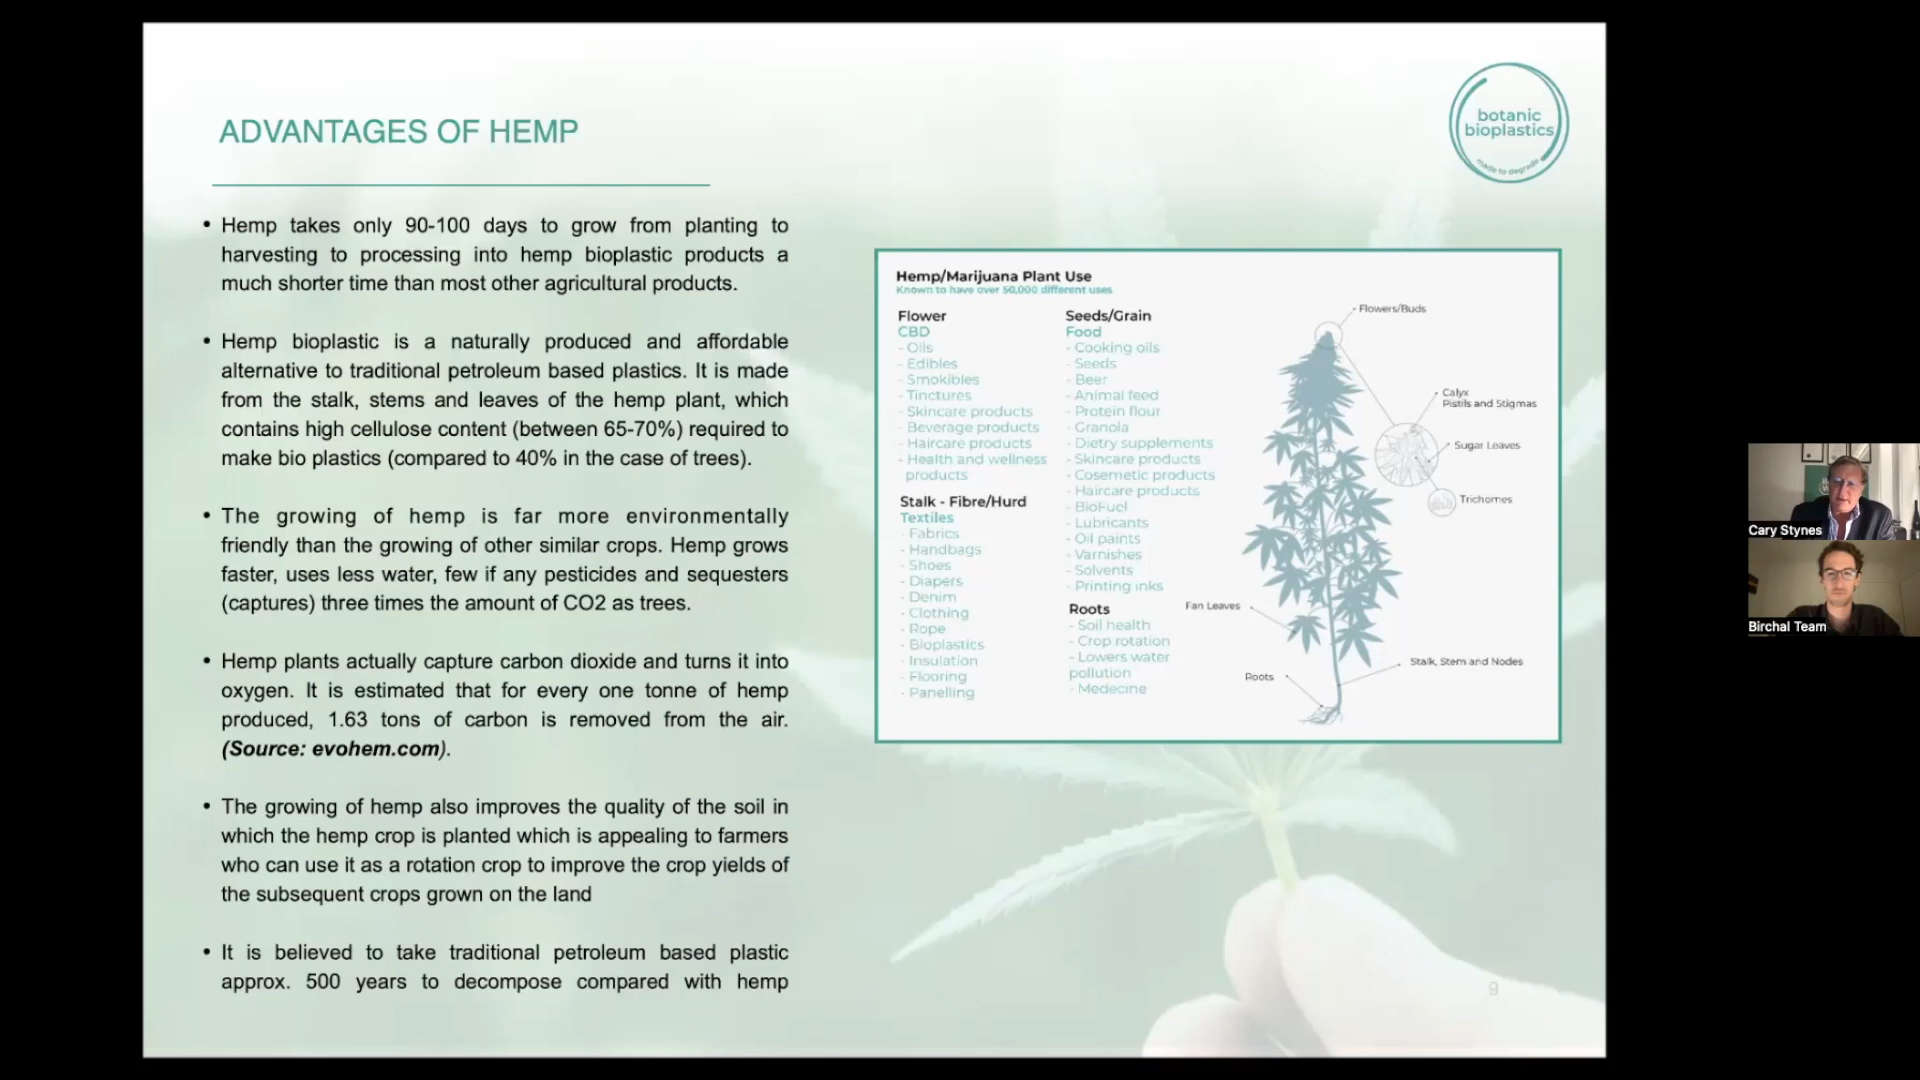 ADVANTAGES OF HEMP
botanic
bioplastics
made to degrade
• Hemp takes only 90-100 days to grow from planting to
harvesting to processing into hemp bioplastic products a
much shorter time than most other agricultural products.
• Hemp bioplastic is a naturally produced and affordable
alternative to traditional petroleum based plastics. It is made
from the stalk, stems and leaves of the hemp plant, which
contains high cellulose content (between 65-70%) required to
make bio plastics (compared to 40% in the case of trees).
• The growing of hemp is far more environmentally
friendly than the growing of other similar crops. Hemp grows
faster, uses less water, few if any pesticides and sequesters
(captures) three times the amount of CO2 as trees.
• Hemp plants actually capture carbon dioxide and turns it into
oxygen. It is estimated that for every one tonne of hemp
produced, 1.63 tons of carbon is removed from the air.
(Source: evohem.com).
• The growing of hemp also improves the quality of the soil in
which the hemp crop is planted which is appealing to farmers
who can use it as a rotation crop to improve the crop yields of
the subsequent crops grown on the land
• It is believed to take traditional petroleum based plastic
approx. 500 years to decompose compared with hemp
Hemp/Marijuana Plant Use
Known to have over 50,000 different uses
Flower
CBD
- Oils
- Edibles
- Smokibles
- Tinctures
- Skincare products
- Beverage products
- Haircare products
- Health and wellness
products
Stalk - Fibre/Hurd
Textiles
- Fabrics
- Handbags
- Shoes
- Diapers
- Denim
- Clothing
- Rope
- Bioplastics
- Insulation
- Flooring
- Panelling
Seeds/Grain
Food
- Cooking oils
- Seeds
- Beer
- Animal feed
- Protein flour
- Granola
- Dietry supplements
- Skincare products
- Cosemetic products
- Haircare products
- BioFuel
- Lubricants
- Oil paints
- Varnishes
- Solvents
- Printing inks
Roots
- Soil health
- Crop rotation
- Lowers water
pollution
- Medecine
Flowers/Buds
Calyx
Pistils and Stigmas
Sugar Leaves
Trichomes
Fan Leaves
Stalk, Stem and Nodes
Roots
9
Cary Stynes
Birchal Team